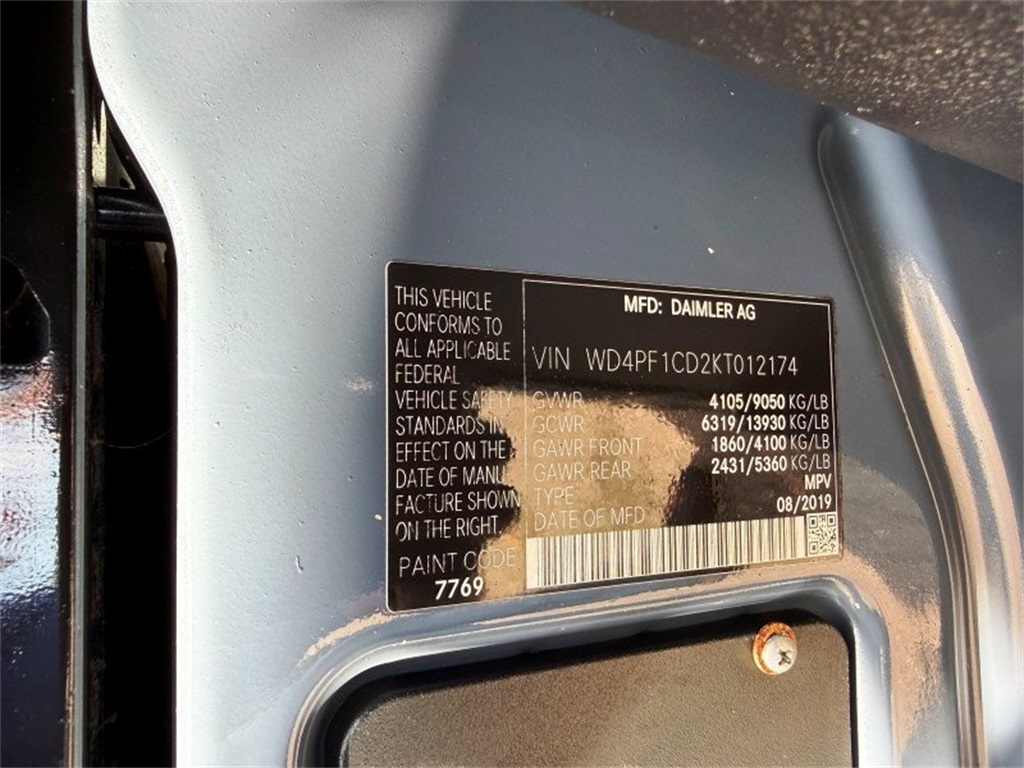 THIS VEHICLE
CONFORMS TO
ALL APPLICABLE
FEDERAL
VEHICLE SAFETY
STANDARDS IN
EFFECT ON THE
DATE OF MANU
FACTURE SHOWN
ON THE RIGHT.
PAINT CODE
7769
MFD: DAIMLER AG
VIN WD4PF1CD2KT012174
GVWR 4105/9050 KG/LB
GCWR 6319/13930 KG/LB
GAWR FRONT 1860/4100 KG/LB
GAWR REAR 2431/5360 KG/LB
TYPE MPV
DATE OF MFD 08/2019